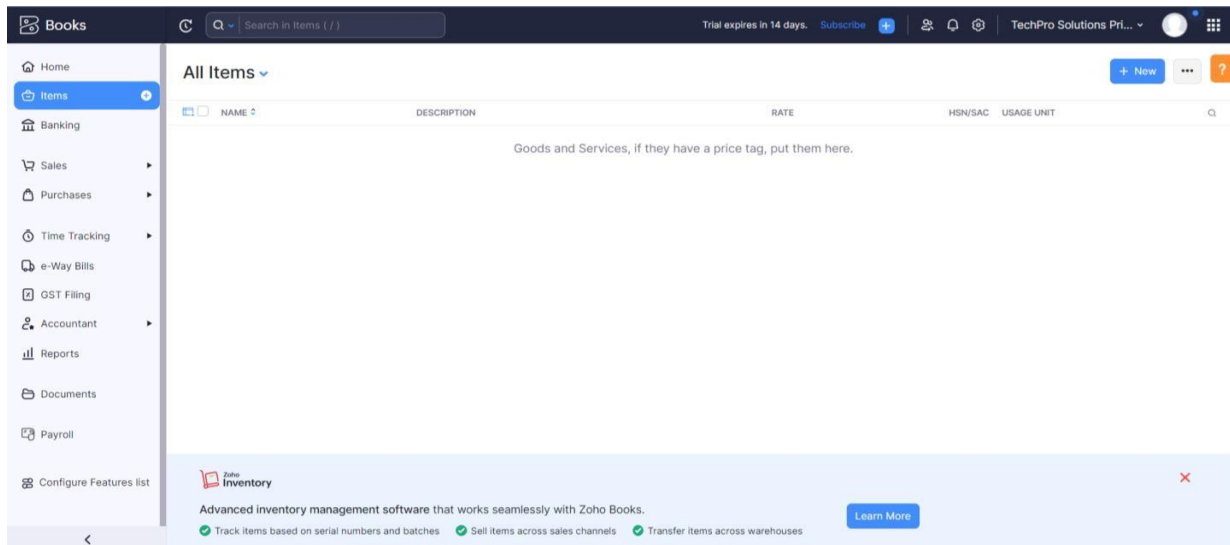 Books
Search in Items ( / )
Trial expires in 14 days. Subscribe
TechPro Solutions Pri...
Home
Items
Banking
Sales
Purchases
Time Tracking
e-Way Bills
GST Filing
Accountant
Reports
Documents
Payroll
Configure Features list
All Items
+ New
?
NAME DESCRIPTION RATE HSN/SAC USAGE UNIT
Goods and Services, if they have a price tag, put them here.
Zoho
Inventory
Advanced inventory management software that works seamlessly with Zoho Books.
Track items based on serial numbers and batches Sell items across sales channels Transfer items across warehouses
Learn More